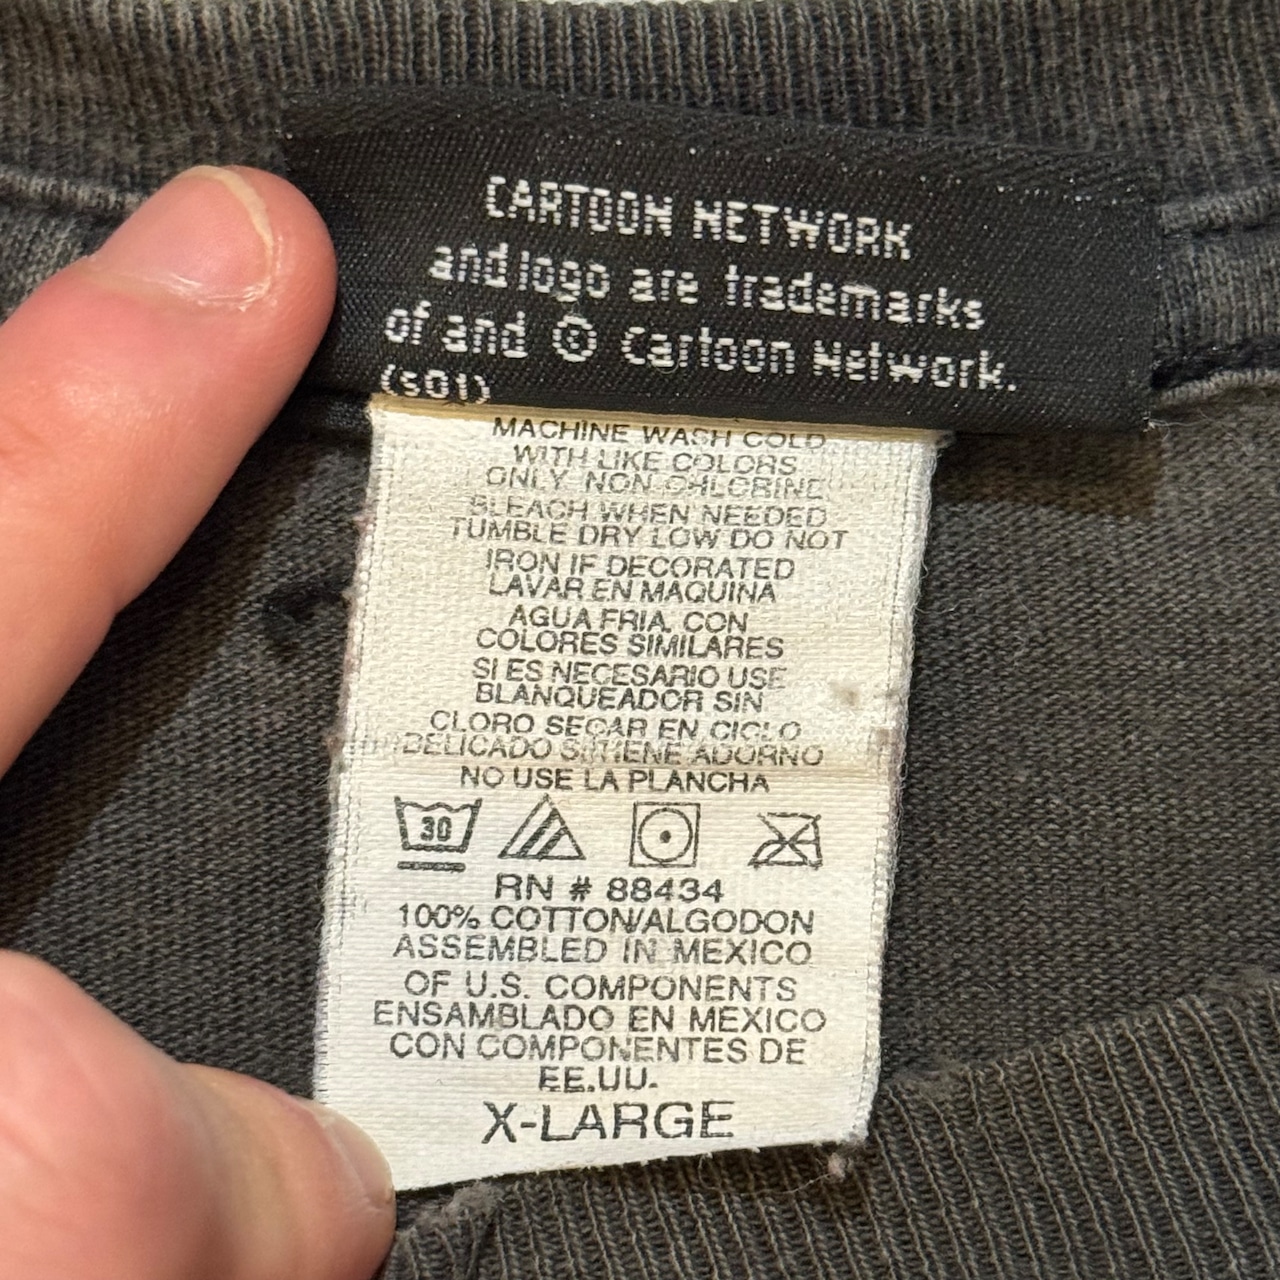 CARTOON NETWORK
and logo are trademarks
of and © Cartoon Network.
(s01)
MACHINE WASH COLD
WITH LIKE COLORS
ONLY NON-CHLORINE
BLEACH WHEN NEEDED
TUMBLE DRY LOW DO NOT
IRON IF DECORATED
LAVAR EN MAQUINA
AGUA FRIA, CON
COLORES SIMILARES
SI ES NECESARIO USE
BLANQUEADOR SIN
CLORO SECAR EN CICLO
DELICADO SI TIENE ADORNO
NO USE LA PLANCHA
30
RN # 88434
100% COTTON/ALGODON
ASSEMBLED IN MEXICO
OF U.S. COMPONENTS
ENSAMBLADO EN MEXICO
CON COMPONENTES DE
EE.UU.
X-LARGE